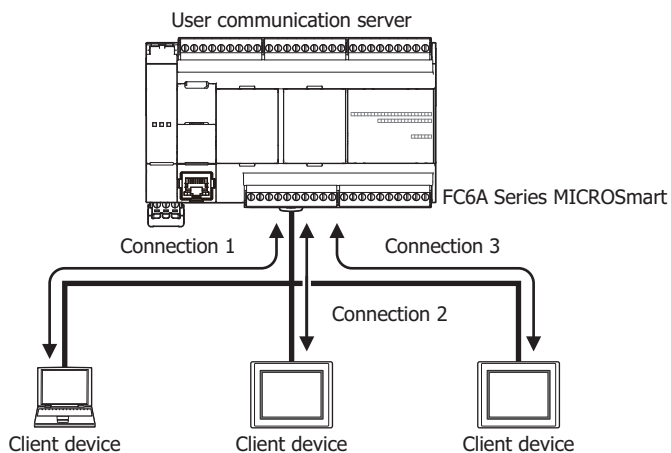 User communication server
FC6A Series MICROSmart
Connection 1
Connection 3
Connection 2
Client device
Client device
Client device